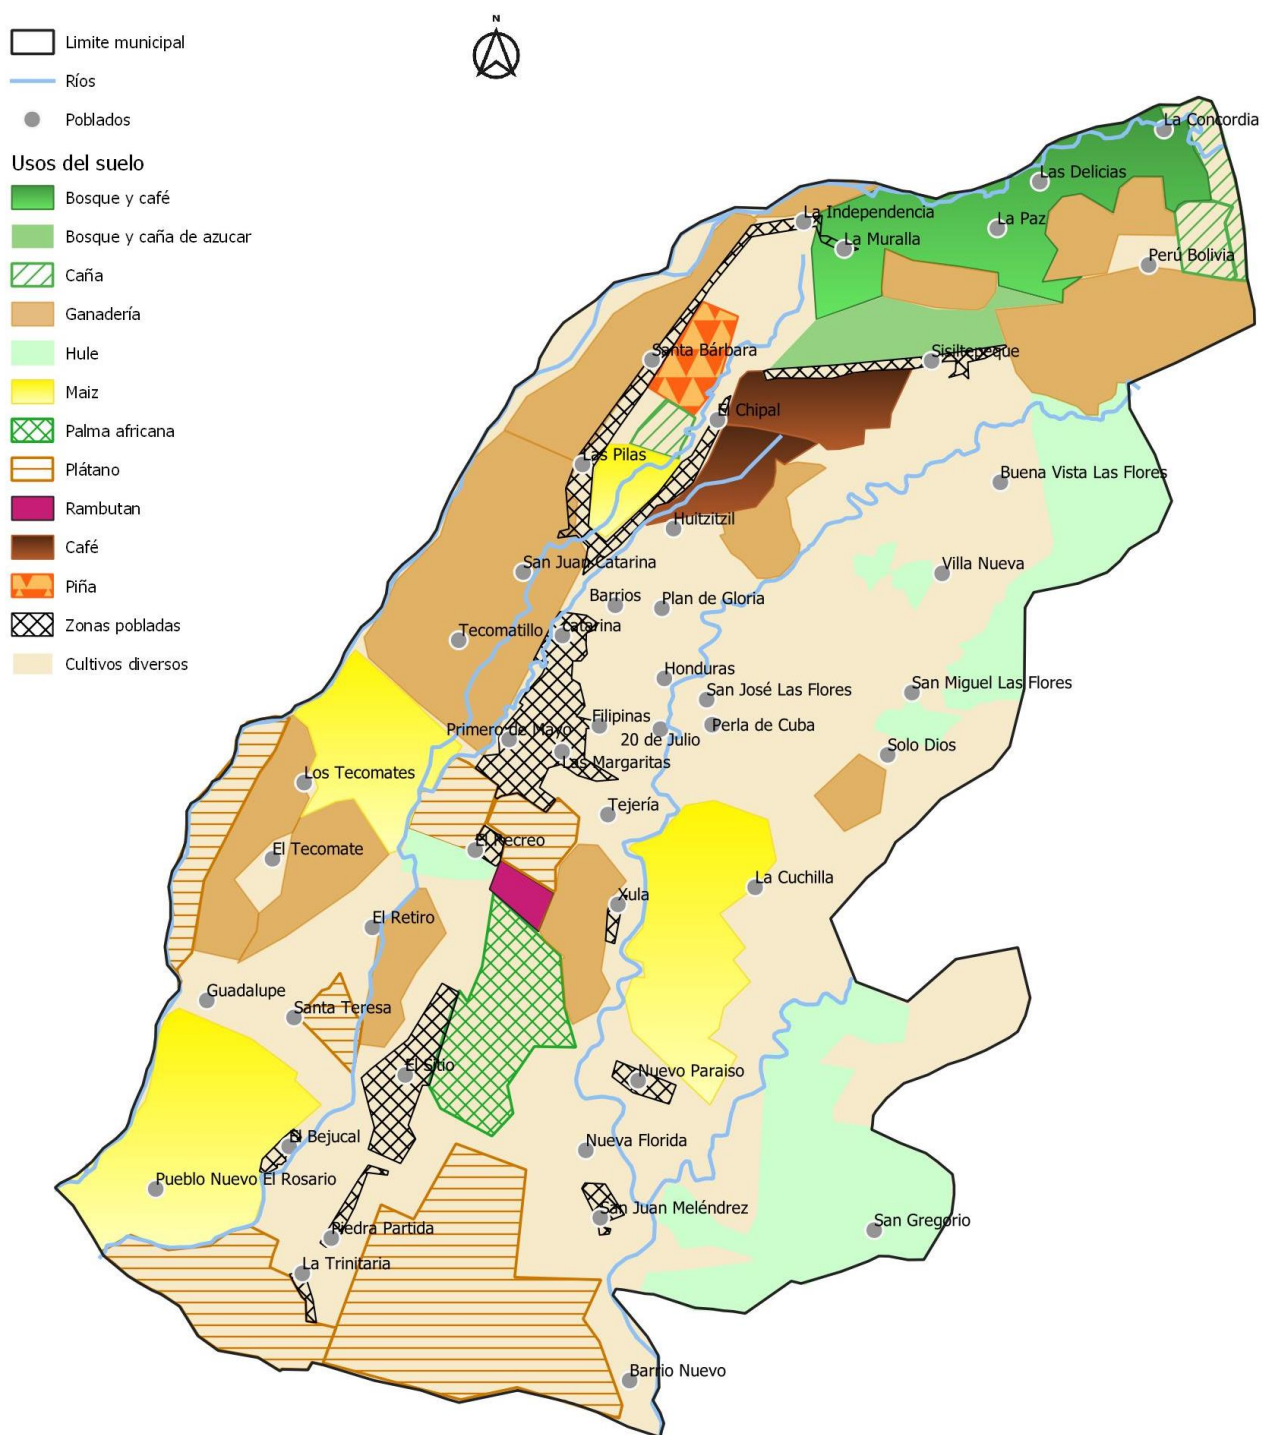 N
Limite municipal
Ríos
Poblados
Usos del suelo
Bosque y café
Bosque y caña de azucar
Caña
Ganadería
Hule
Maiz
Palma africana
Plátano
Rambutan
Café
Piña
Zonas pobladas
Cultivos diversos
La Concordia
Las Delicias
La Independencia
La Paz
La Muralla
Perú Bolivia
Santa Bárbara
Sisiltepeque
El Chipal
Las Pilas
Buena Vista Las Flores
Huitzitzil
San Juan Catarina
Villa Nueva
Barrios
Plan de Gloria
Tecomatillo
Catarina
Honduras
San José Las Flores
San Miguel Las Flores
Filipinas
Primero de Mayo
20 de Julio
Perla de Cuba
Solo Dios
Las Margaritas
Los Tecomates
Tejería
El Recreo
El Tecomate
La Cuchilla
Xula
El Retiro
Guadalupe
Santa Teresa
El Sitio
Nuevo Paraiso
El Bejucal
Nueva Florida
Pueblo Nuevo El Rosario
San Juan Meléndrez
Piedra Partida
San Gregorio
La Trinitaria
Barrio Nuevo